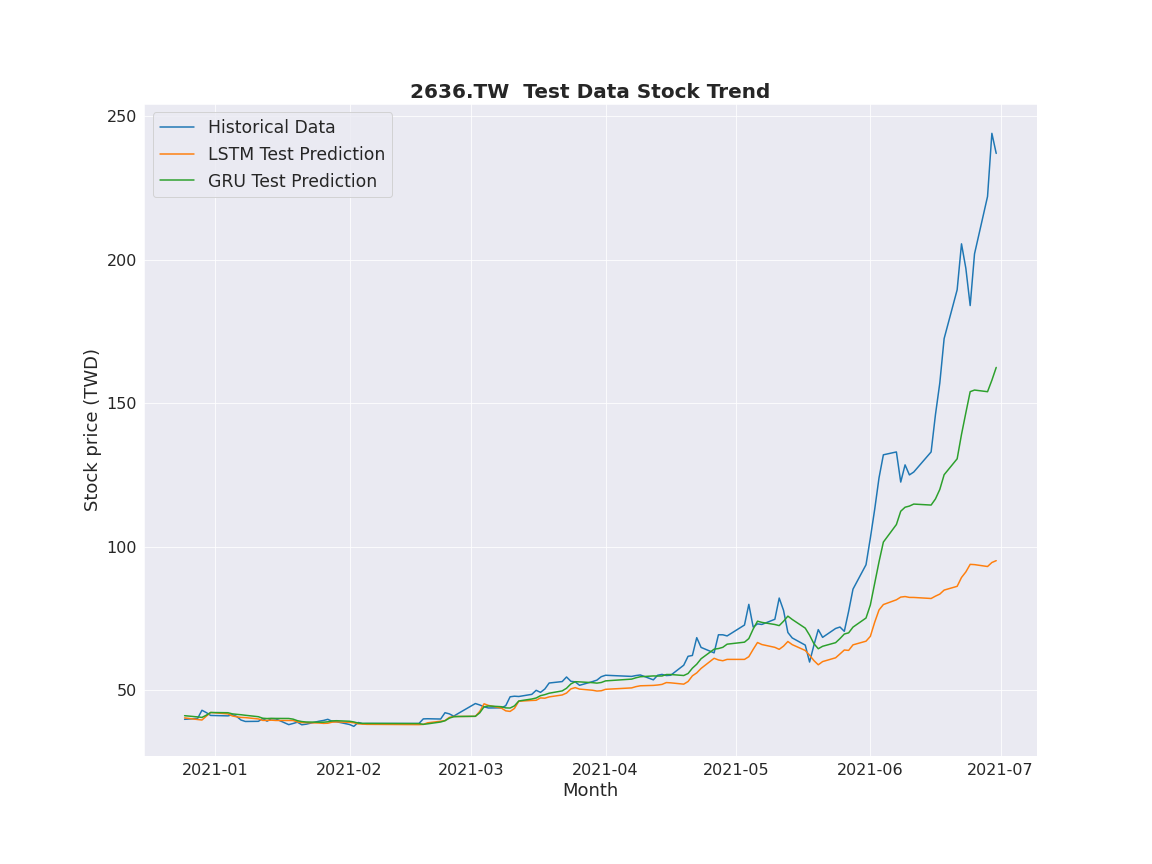 2636.TW  Test Data Stock Trend
Historical Data
LSTM Test Prediction
GRU Test Prediction
Stock price (TWD)
250
200
150
100
50
2021-01 2021-02 2021-03 2021-04 2021-05 2021-06 2021-07
Month